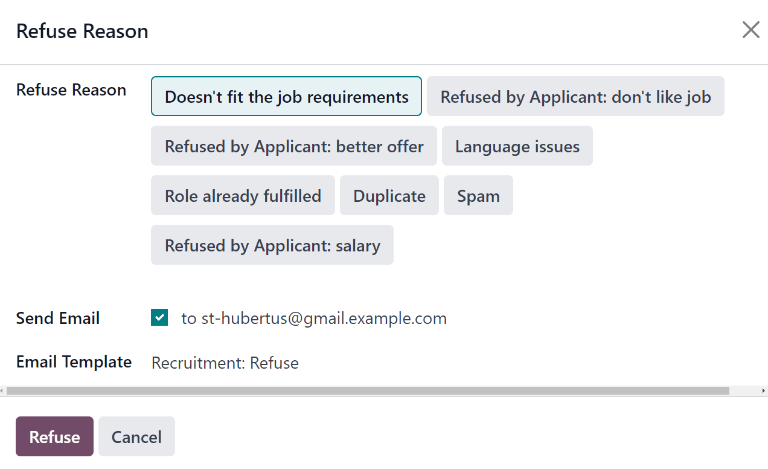 Refuse Reason
Refuse Reason
Doesn't fit the job requirements
Refused by Applicant: don't like job
Refused by Applicant: better offer
Language issues
Role already fulfilled
Duplicate
Spam
Refused by Applicant: salary
Send Email
to st-hubertus@gmail.example.com
Email Template
Recruitment: Refuse
Refuse
Cancel